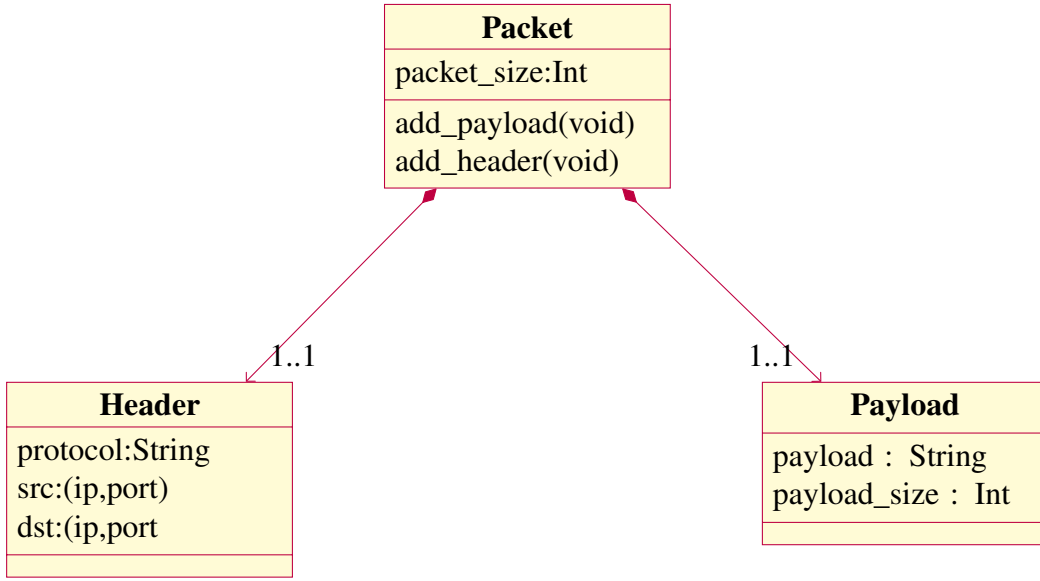 Packet
packet_size:Int
add_payload(void)
add_header(void)
1..1
1..1
Header
protocol:String
src:(ip,port)
dst:(ip,port
Payload
payload : String
payload_size : Int